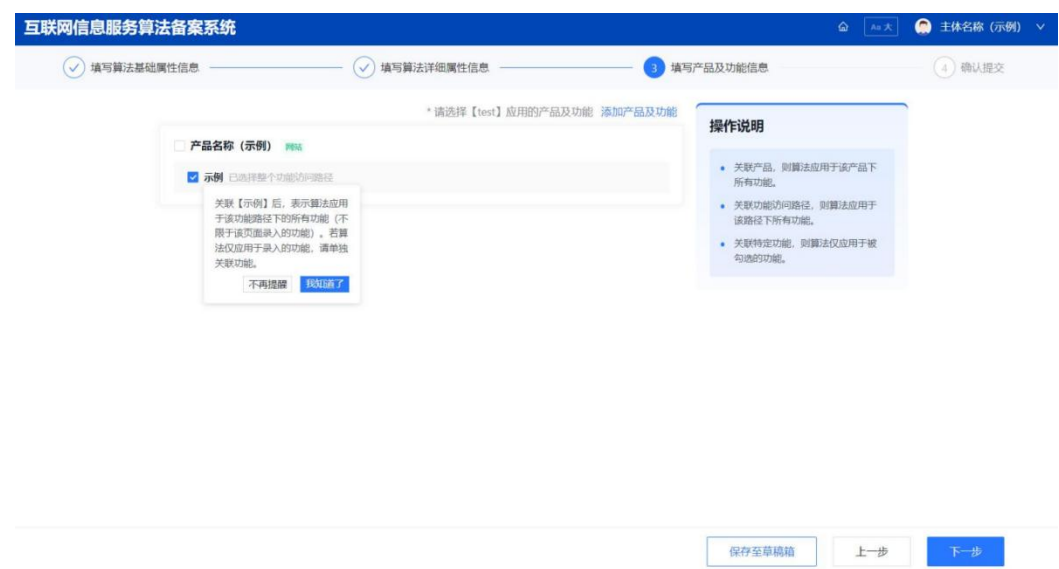 互联网信息服务算法备案系统
Aa 大
主体名称（示例）
填写算法基础属性信息
填写算法详细属性信息
3 填写产品及功能信息
4 确认提交
* 请选择【test】应用的产品及功能 添加产品及功能
产品名称（示例） 网站
示例 已选择整个功能访问路径
关联【示例】后，表示算法应用
于该功能路径下的所有功能（不
限于该页面录入的功能）。若算
法仅应用于录入的功能，请单独
关联功能。
不再提醒 我知道了
操作说明
关联产品，则算法应用于该产品下
所有功能。
关联功能访问路径，则算法应用于
该路径下所有功能。
关联特定功能，则算法仅应用于被
勾选的功能。
保存至草稿箱 上一步 下一步